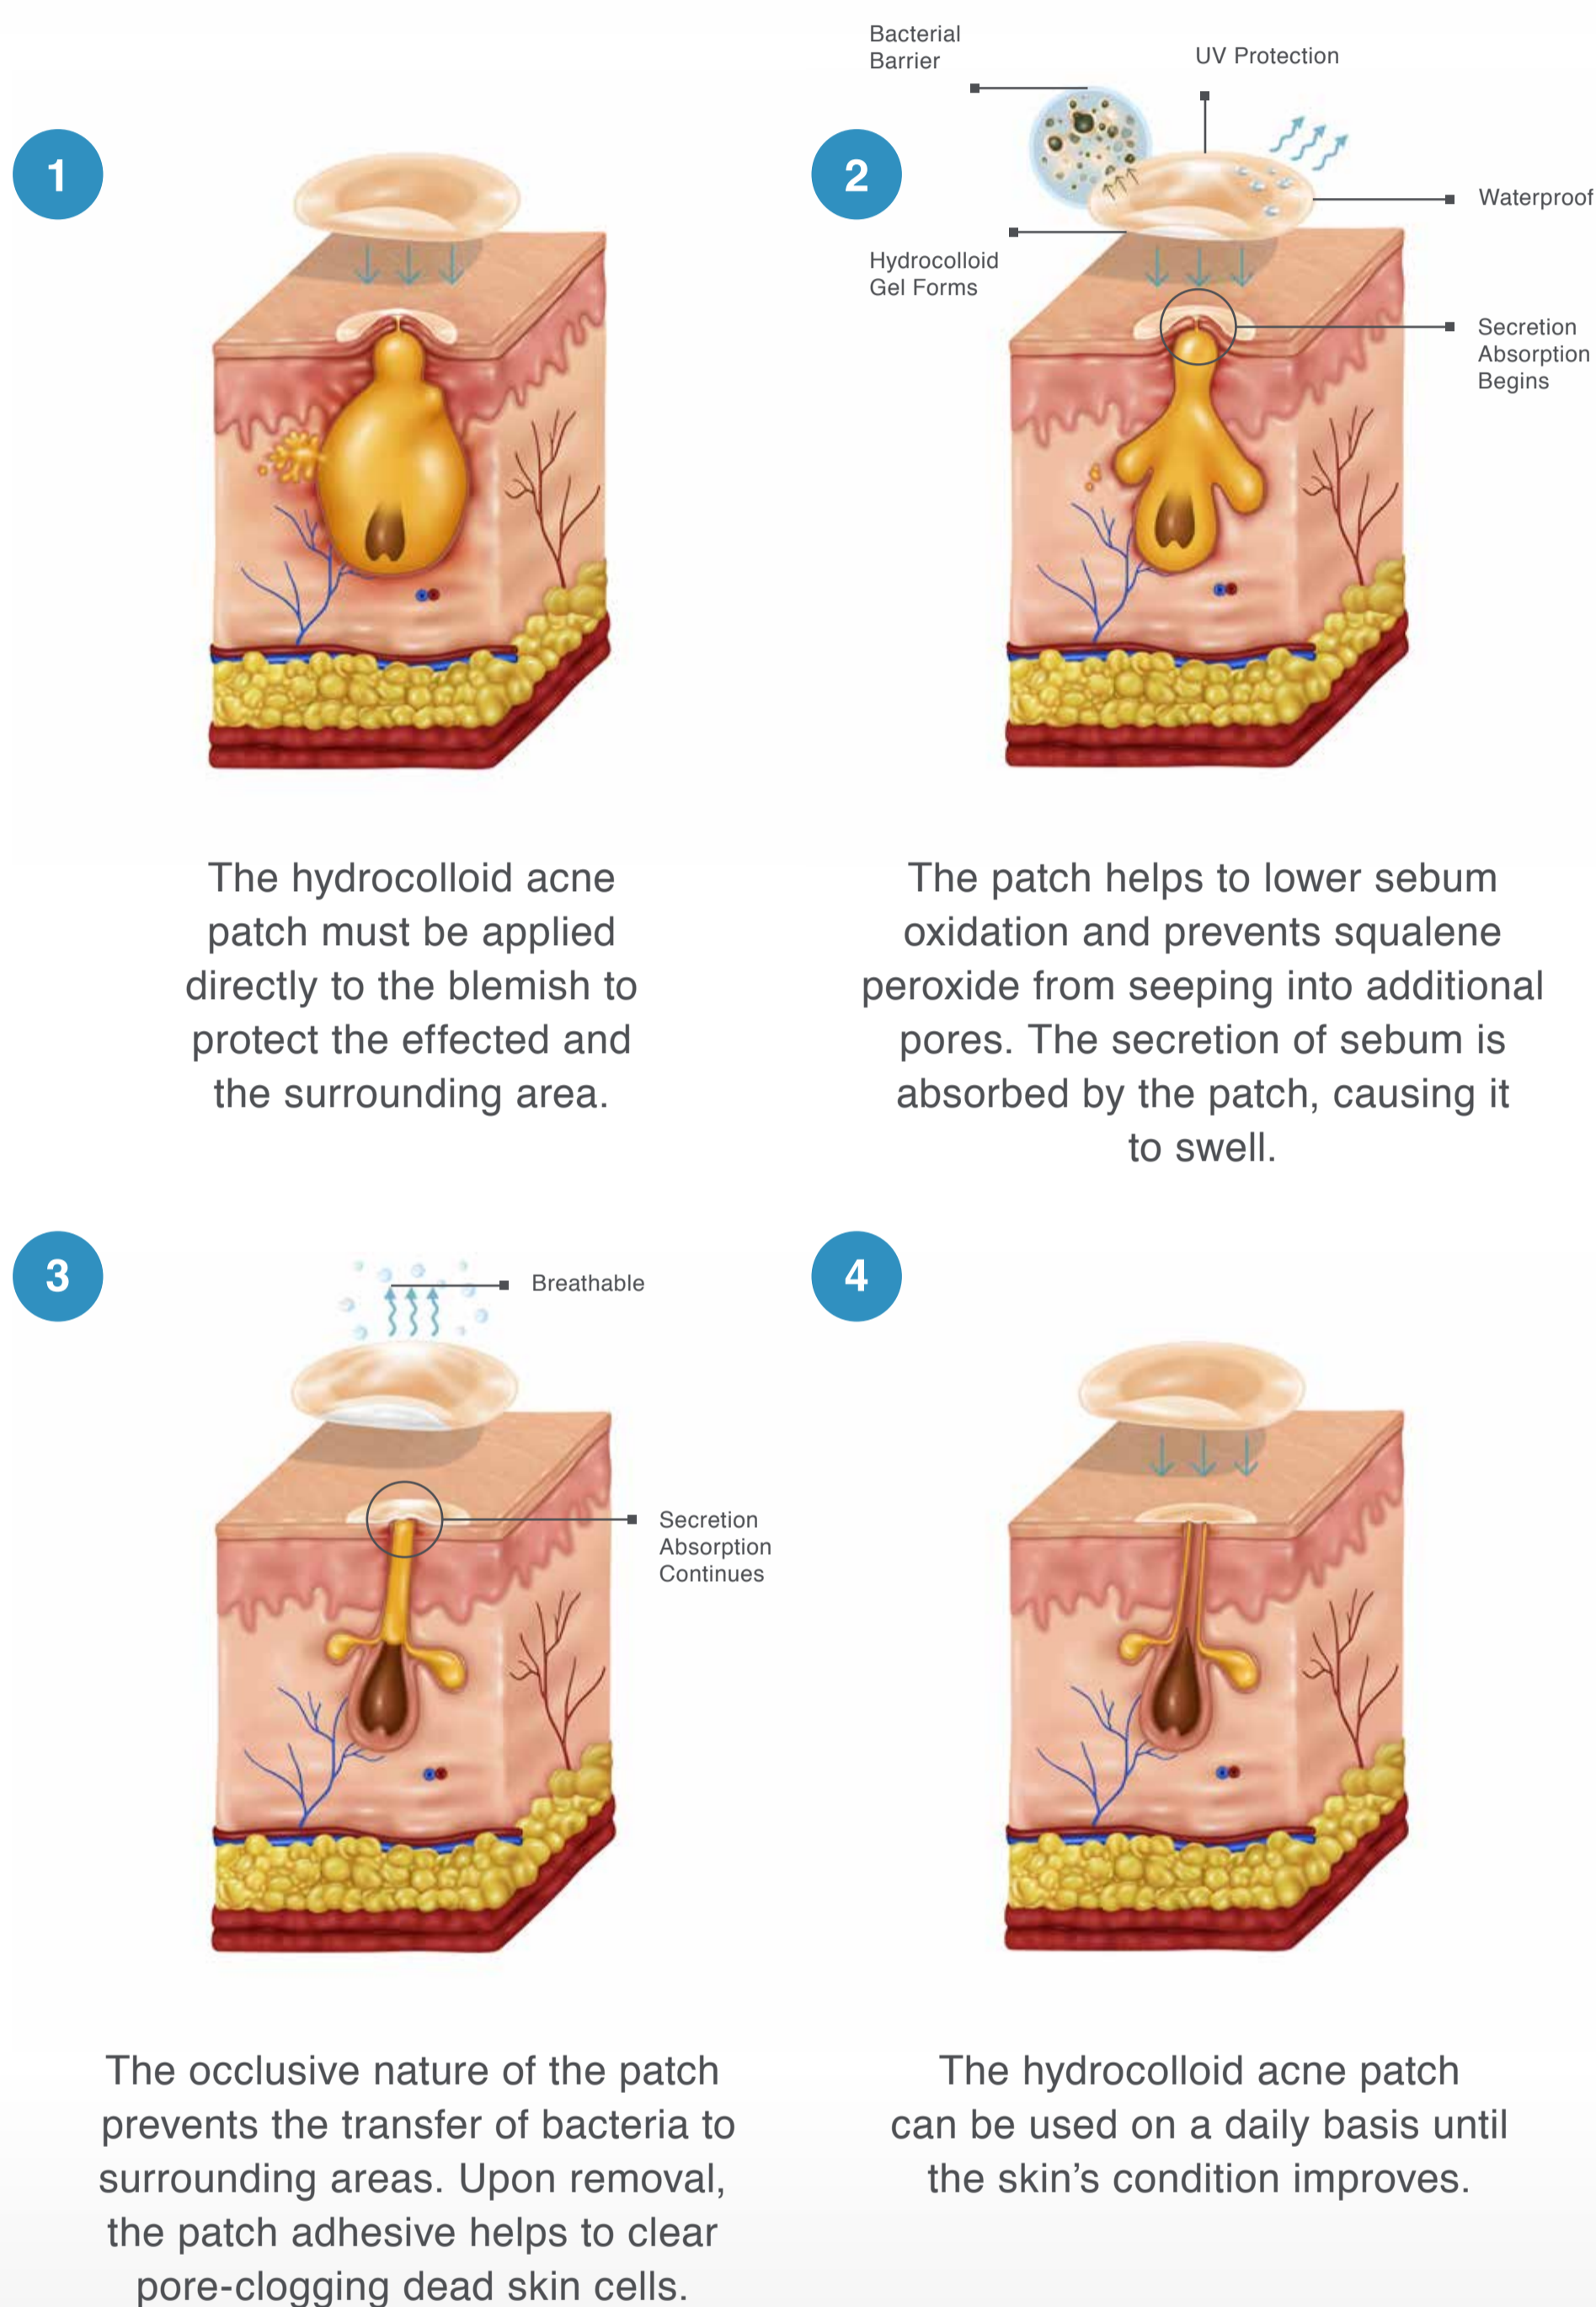 1
The hydrocolloid acne
patch must be applied
directly to the blemish to
protect the effected and
the surrounding area.
2
Bacterial
Barrier
UV Protection
Waterproof
Hydrocolloid
Gel Forms
Secretion
Absorption
Begins
The patch helps to lower sebum
oxidation and prevents squalene
peroxide from seeping into additional
pores. The secretion of sebum is
absorbed by the patch, causing it
to swell.
3
Breathable
Secretion
Absorption
Continues
The occlusive nature of the patch
prevents the transfer of bacteria to
surrounding areas. Upon removal,
the patch adhesive helps to clear
pore-clogging dead skin cells.
4
The hydrocolloid acne patch
can be used on a daily basis until
the skin’s condition improves.